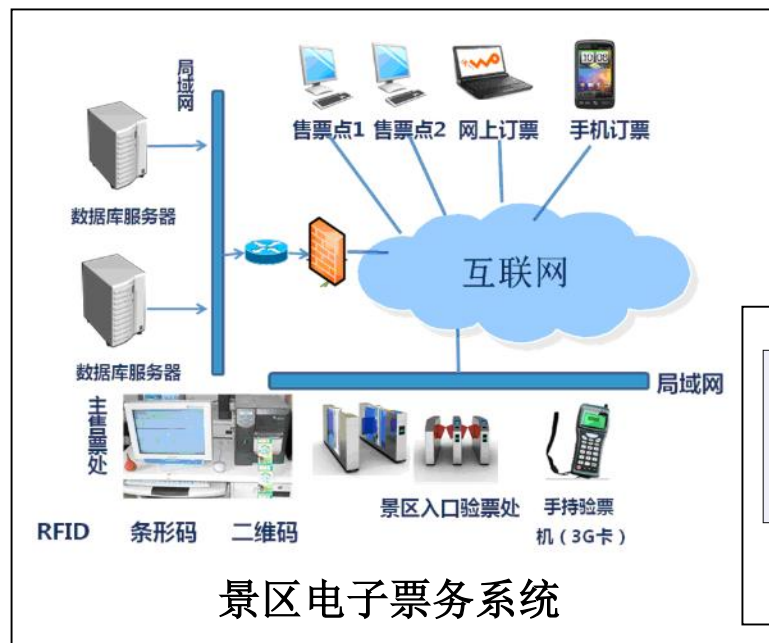 局域网
售票点1 售票点2 网上订票 手机订票
数据库服务器
互联网
数据库服务器
局域网
主售票处
景区入口验票处 手持验票
机（3G卡）
RFID 条形码 二维码
景区电子票务系统